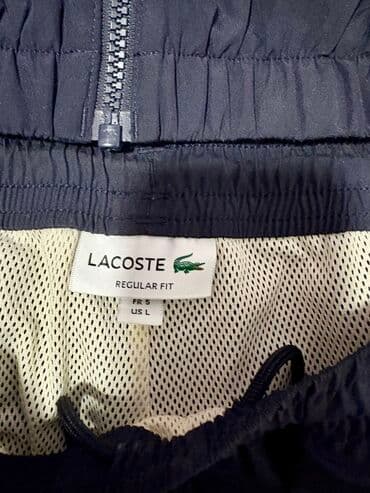 LACOSTE
REGULAR FIT
FR 5
US L